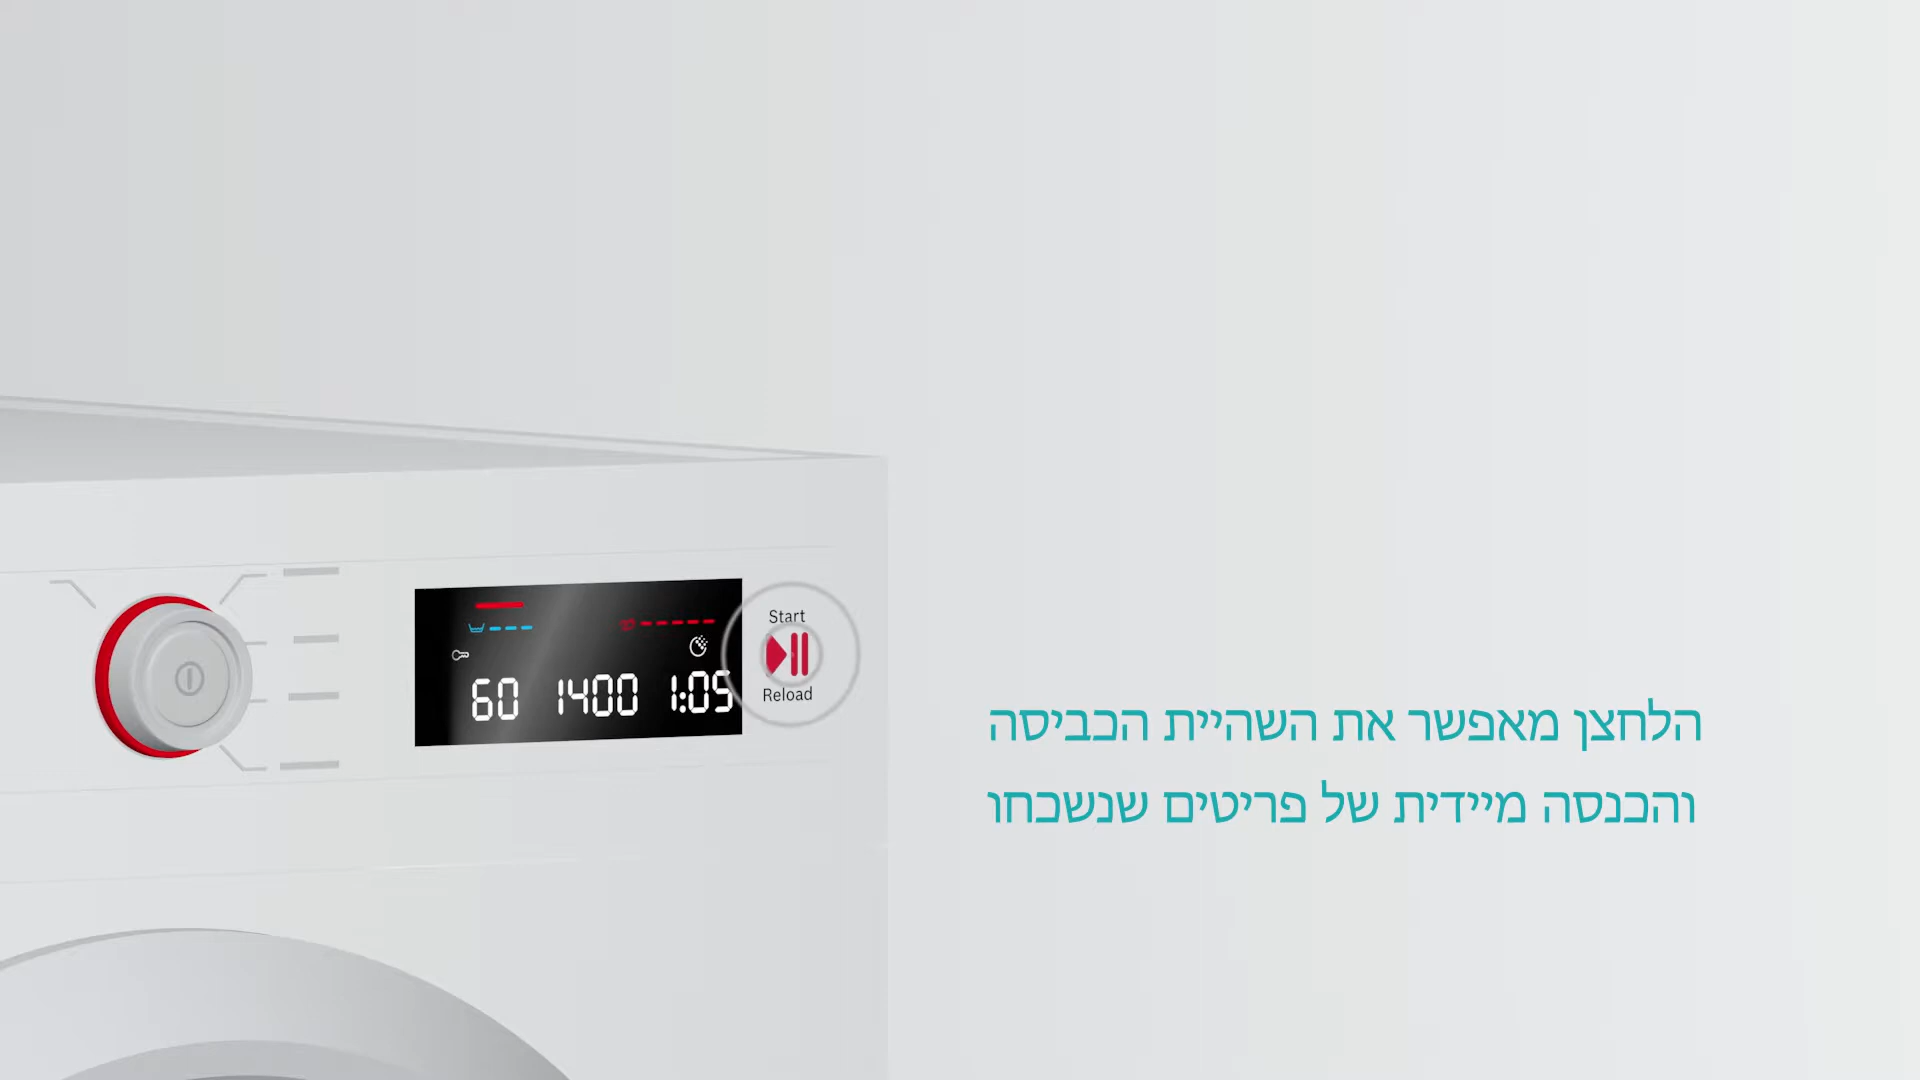 Start
Reload
60 1400 1:05
הלחצן מאפשר את השהיית הכביסה
והכנסה מיידית של פריטים שנשכחו